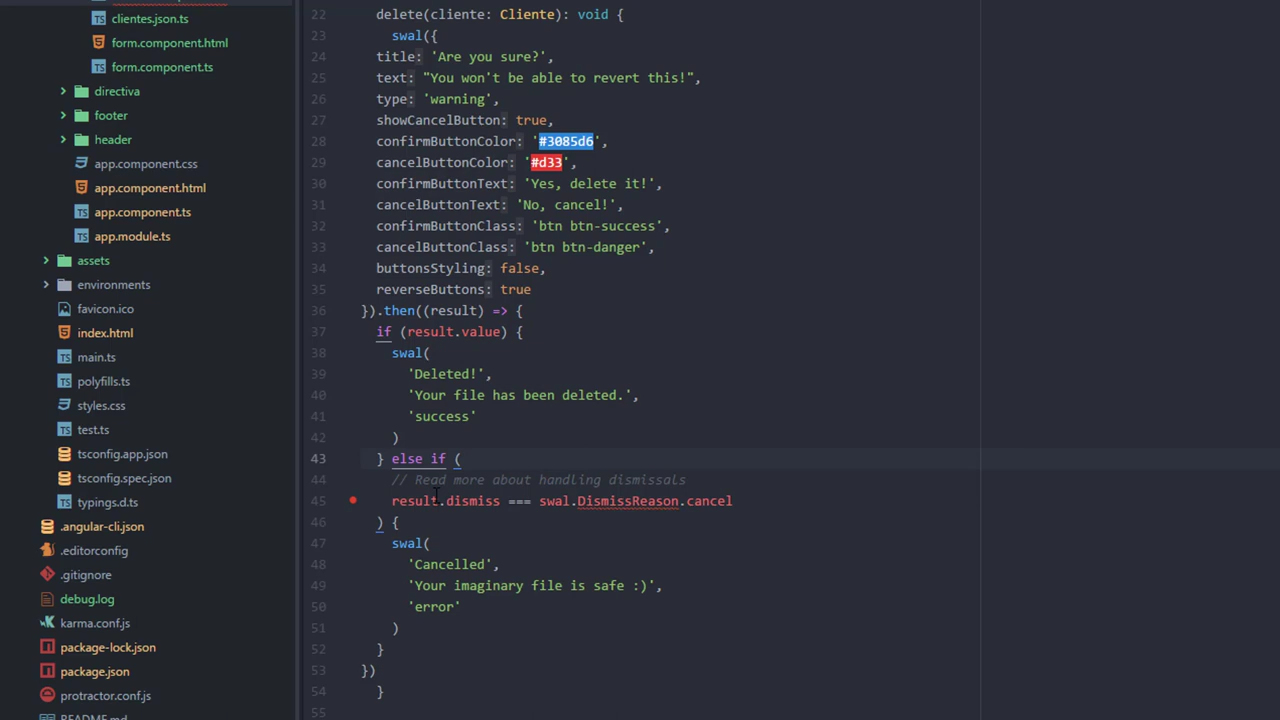 clientes.json.ts
form.component.html
form.component.ts
directiva
footer
header
app.component.css
app.component.html
app.component.ts
app.module.ts
assets
environments
favicon.ico
index.html
main.ts
polyfills.ts
styles.css
test.ts
tsconfig.app.json
tsconfig.spec.json
typings.d.ts
.angular-cli.json
.editorconfig
.gitignore
debug.log
karma.conf.js
package-lock.json
package.json
protractor.conf.js
README.md
22 delete(cliente: Cliente): void {
23 swal({
24 title: 'Are you sure?',
25 text: "You won't be able to revert this!",
26 type: 'warning',
27 showCancelButton: true,
28 confirmButtonColor: '#3085d6',
29 cancelButtonColor: '#d33',
30 confirmButtonText: 'Yes, delete it!',
31 cancelButtonText: 'No, cancel!',
32 confirmButtonClass: 'btn btn-success',
33 cancelButtonClass: 'btn btn-danger',
34 buttonsStyling: false,
35 reverseButtons: true
36 }).then((result) => {
37 if (result.value) {
38 swal(
39 'Deleted!',
40 'Your file has been deleted.',
41 'success'
42 )
43 } else if (
44 // Read more about handling dismissals
45 result.dismiss === swal.DismissReason.cancel
46 ) {
47 swal(
48 'Cancelled',
49 'Your imaginary file is safe :)',
50 'error'
51 )
52 }
53 })
54 }
55